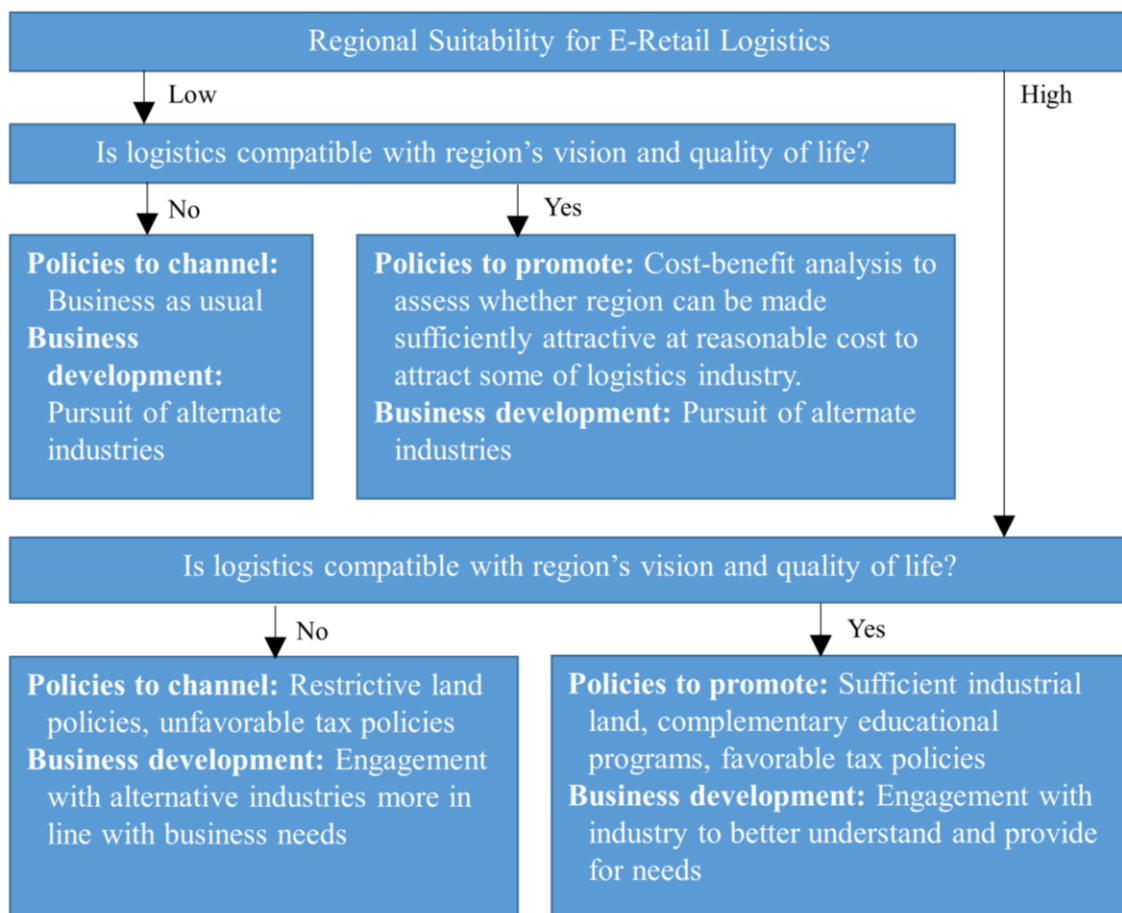 Regional Suitability for E-Retail Logistics
Low
High
Is logistics compatible with region’s vision and quality of life?
No
Yes
Policies to channel:
Business as usual
Business
development:
Pursuit of alternate
industries
Policies to promote: Cost-benefit analysis to
assess whether region can be made
sufficiently attractive at reasonable cost to
attract some of logistics industry.
Business development: Pursuit of alternate
industries
Is logistics compatible with region’s vision and quality of life?
No
Yes
Policies to channel: Restrictive land
policies, unfavorable tax policies
Business development: Engagement
with alternative industries more in
line with business needs
Policies to promote: Sufficient industrial
land, complementary educational
programs, favorable tax policies
Business development: Engagement with
industry to better understand and provide
for needs